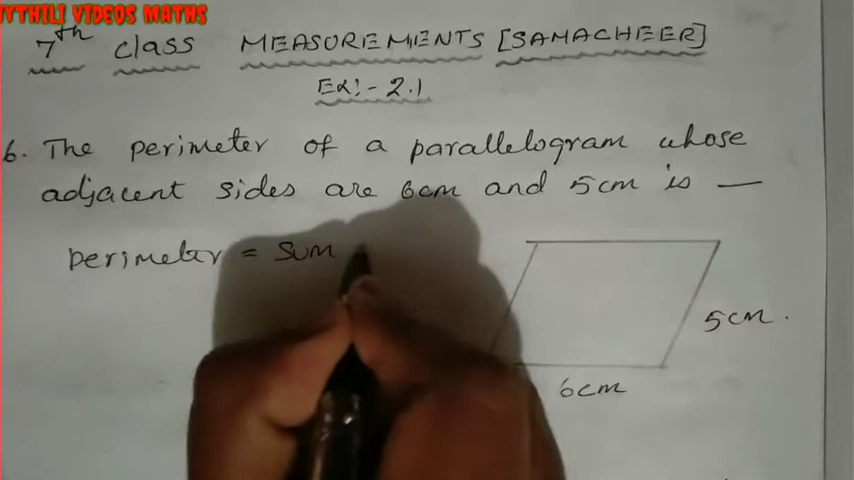 YTHILI VIDEOS MATHS
7th class MEASUREMENTS [SAMACHEER]
Ex:- 2.1
6. The perimeter of a parallelogram whose
adjacent sides are 6cm and 5cm is —
perimeter = Sum
5cm.
6cm